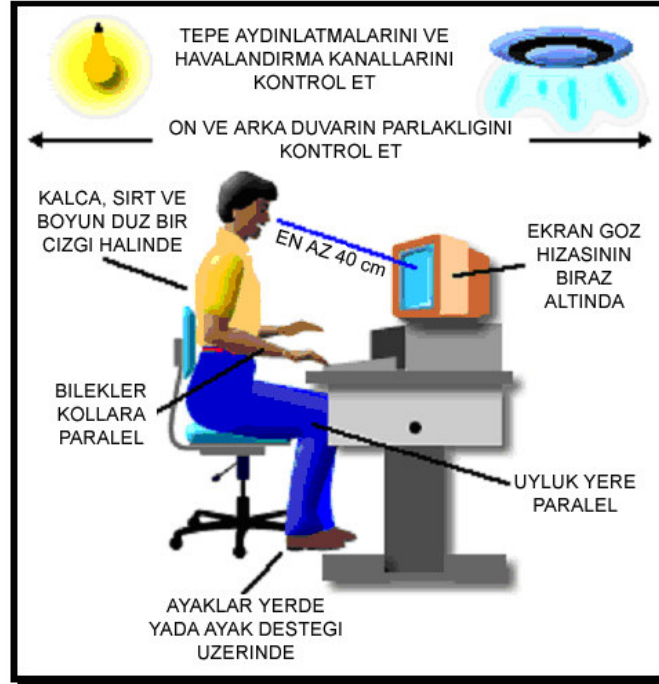 TEPE AYDINLATMALARINI VE
HAVALANDIRMA KANALLARINI
KONTROL ET
ON VE ARKA DUVARIN PARLAKLIGINI
KONTROL ET
KALCA, SIRT VE
BOYUN DUZ BIR
CIZGI HALINDE
EN AZ 40 cm
EKRAN GOZ
HIZASININ
BIRAZ
ALTINDA
BILEKLER
KOLLARA
PARALEL
UYLUK YERE
PARALEL
AYAKLAR YERDE
YADA AYAK DESTEGI
UZERINDE